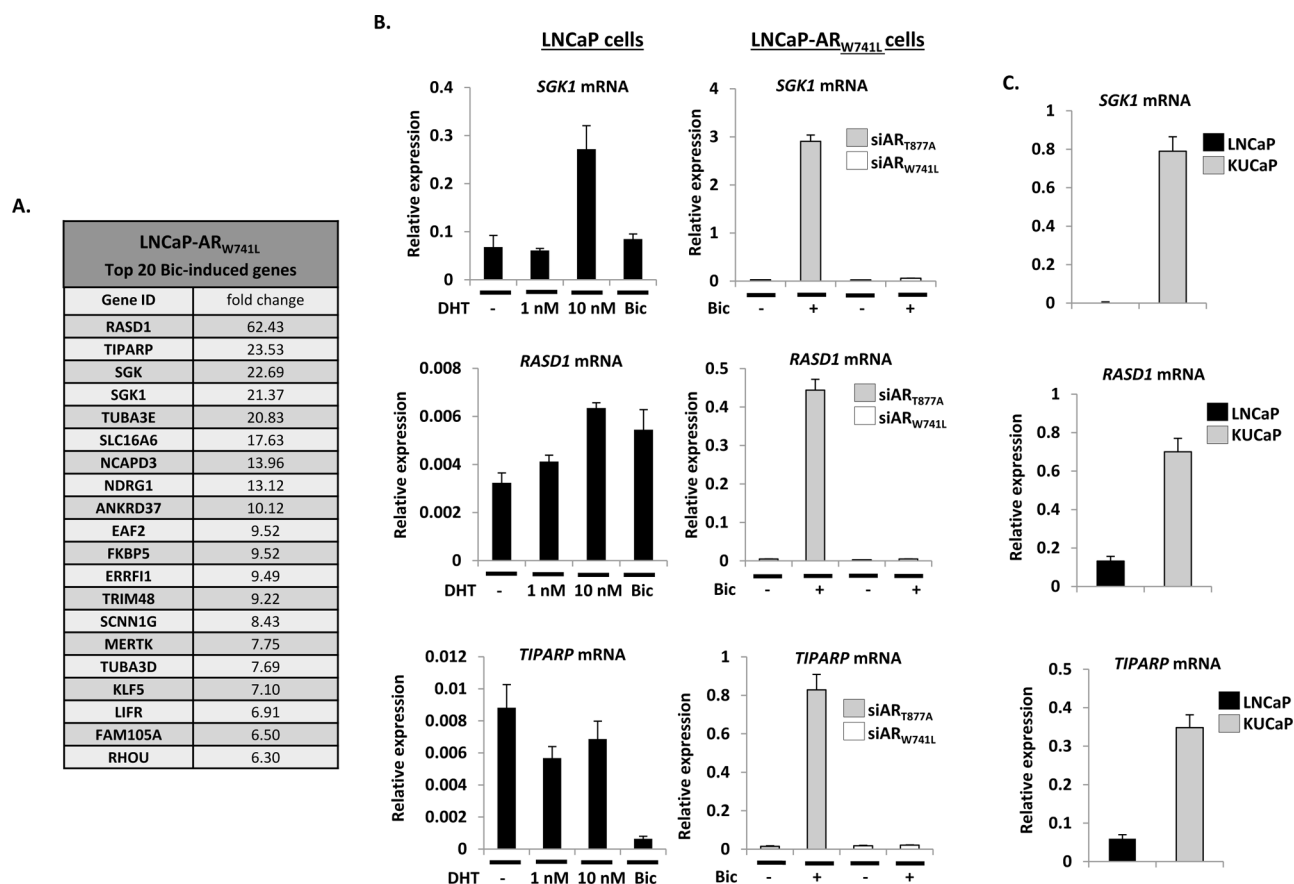 A.
LNCaP-ARW741L
Top 20 Bic-induced genes
Gene ID fold change
RASD1 62.43
TIPARP 23.53
SGK 22.69
SGK1 21.37
TUBA3E 20.83
SLC16A6 17.63
NCAPD3 13.96
NDRG1 13.12
ANKRD37 10.12
EAF2 9.52
FKBP5 9.52
ERRFI1 9.49
TRIM48 9.22
SCNN1G 8.43
MERTK 7.75
TUBA3D 7.69
KLF5 7.10
LIFR 6.91
FAM105A 6.50
RHOU 6.30
B.
LNCaP cells
SGK1 mRNA
Relative expression
0.4
0.3
0.2
0.1
0
DHT - 1 nM 10 nM Bic
RASD1 mRNA
Relative expression
0.008
0.006
0.004
0.002
0
DHT - 1 nM 10 nM Bic
TIPARP mRNA
Relative expression
0.012
0.01
0.008
0.006
0.004
0.002
0
DHT - 1 nM 10 nM Bic
LNCaP-ARW741L cells
SGK1 mRNA
Relative expression
4
3
2
1
0
siART877A
siARW741L
Bic - + - +
RASD1 mRNA
Relative expression
0.5
0.4
0.3
0.2
0.1
0
siART877A
siARW741L
Bic - + - +
TIPARP mRNA
Relative expression
1
0.8
0.6
0.4
0.2
0
siART877A
siARW741L
Bic - + - +
C.
SGK1 mRNA
Relative expression
1
0.8
0.6
0.4
0.2
0
LNCaP
KUCaP
RASD1 mRNA
Relative expression
1
0.8
0.6
0.4
0.2
0
LNCaP
KUCaP
TIPARP mRNA
Relative expression
0.5
0.4
0.3
0.2
0.1
0
LNCaP
KUCaP